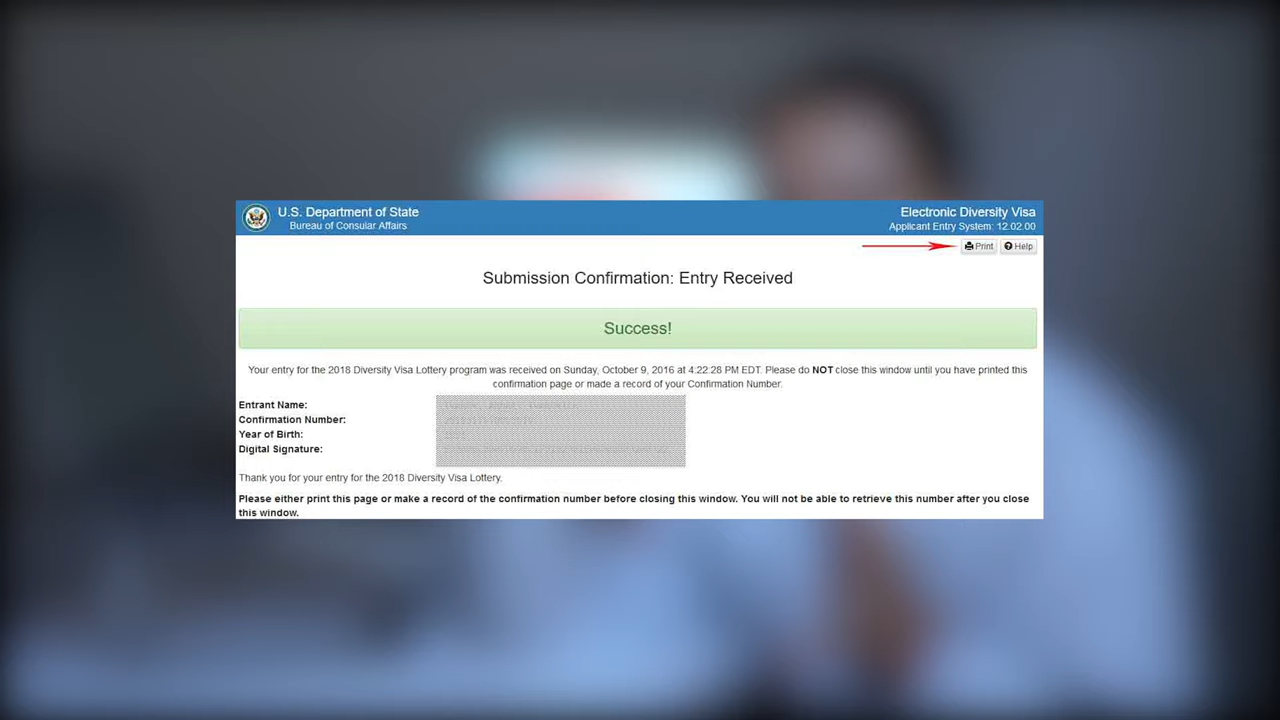 U.S. Department of State
Bureau of Consular Affairs
Electronic Diversity Visa
Applicant Entry System: 12.02.00
Print
Help
Submission Confirmation: Entry Received
Success!
Your entry for the 2018 Diversity Visa Lottery program was received on Sunday, October 9, 2016 at 4:22:28 PM EDT. Please do NOT close this window until you have printed this
confirmation page or made a record of your Confirmation Number.
Entrant Name:
Confirmation Number:
Year of Birth:
Digital Signature:
Thank you for your entry for the 2018 Diversity Visa Lottery.
Please either print this page or make a record of the confirmation number before closing this window. You will not be able to retrieve this number after you close
this window.